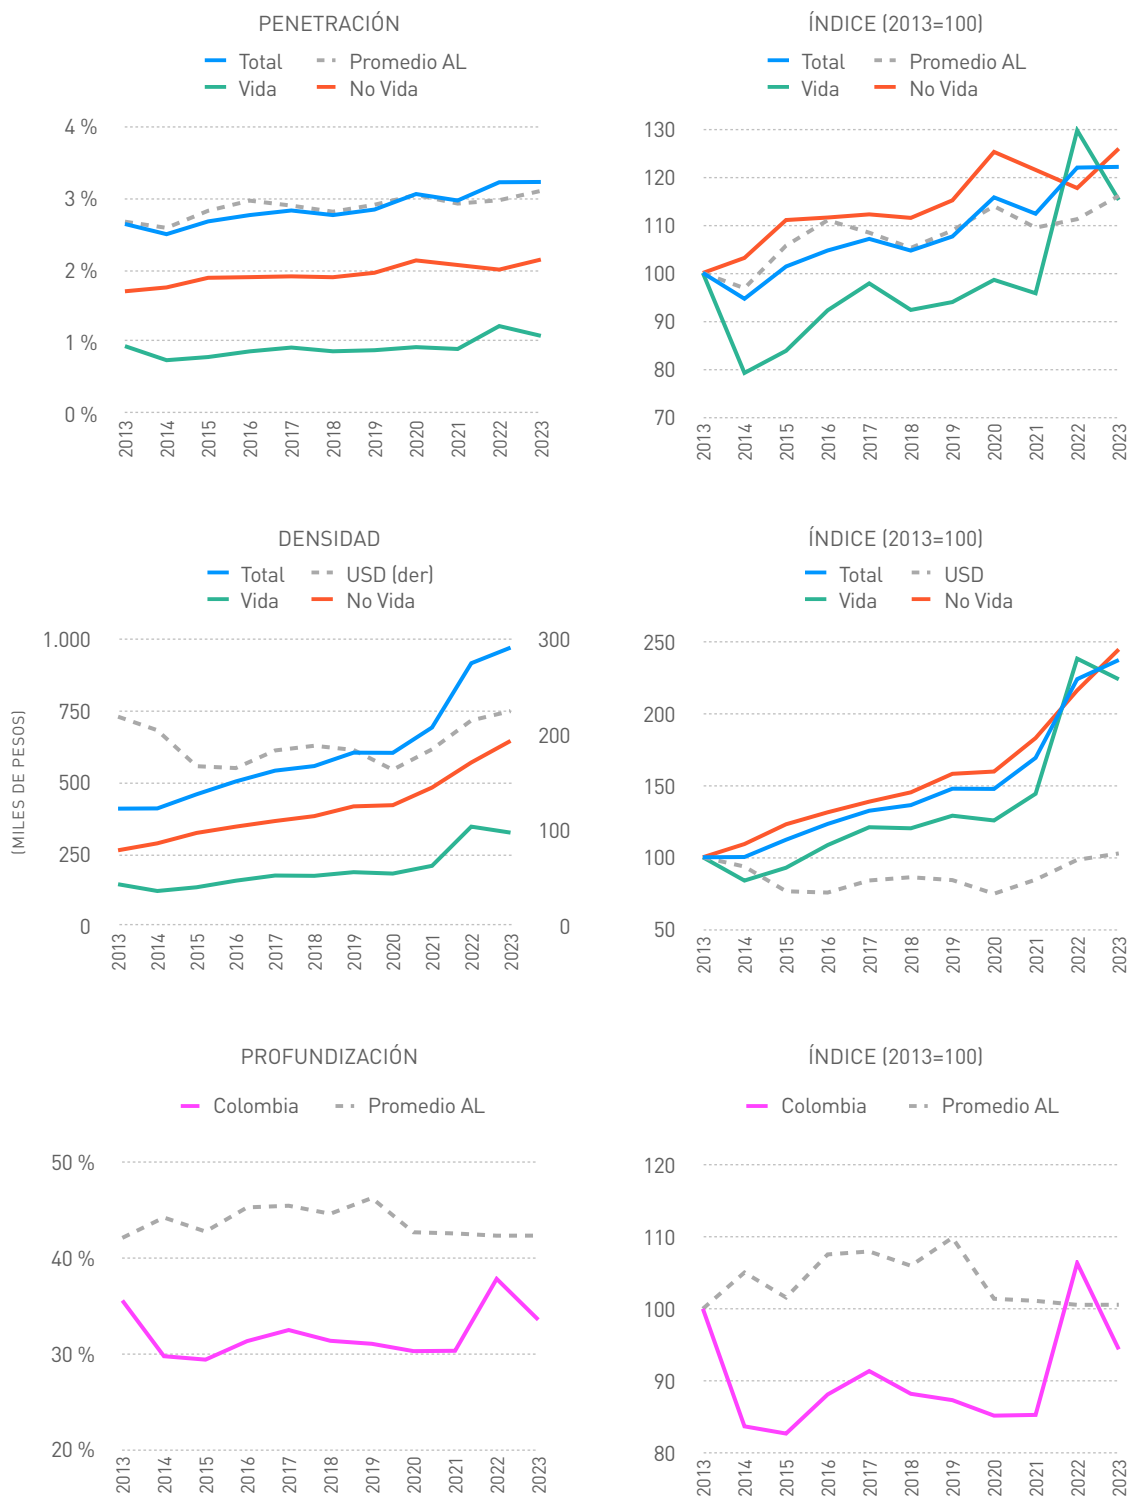 PENETRACIÓN
Total Promedio AL
Vida No Vida
4 %
3 %
2 %
1 %
0 %
2013 2014 2015 2016 2017 2018 2019 2020 2021 2022 2023
ÍNDICE (2013=100)
Total Promedio AL
Vida No Vida
130
120
110
100
90
80
70
2013 2014 2015 2016 2017 2018 2019 2020 2021 2022 2023
DENSIDAD
Total USD (der)
Vida No Vida
(MILES DE PESOS)
1.000 300
750
200
500
250
100
0 0
2013 2014 2015 2016 2017 2018 2019 2020 2021 2022 2023
ÍNDICE (2013=100)
Total USD
Vida No Vida
250
200
150
100
50
2013 2014 2015 2016 2017 2018 2019 2020 2021 2022 2023
PROFUNDIZACIÓN
Colombia Promedio AL
50 %
40 %
30 %
20 %
2013 2014 2015 2016 2017 2018 2019 2020 2021 2022 2023
ÍNDICE (2013=100)
Colombia Promedio AL
120
110
100
90
80
2013 2014 2015 2016 2017 2018 2019 2020 2021 2022 2023